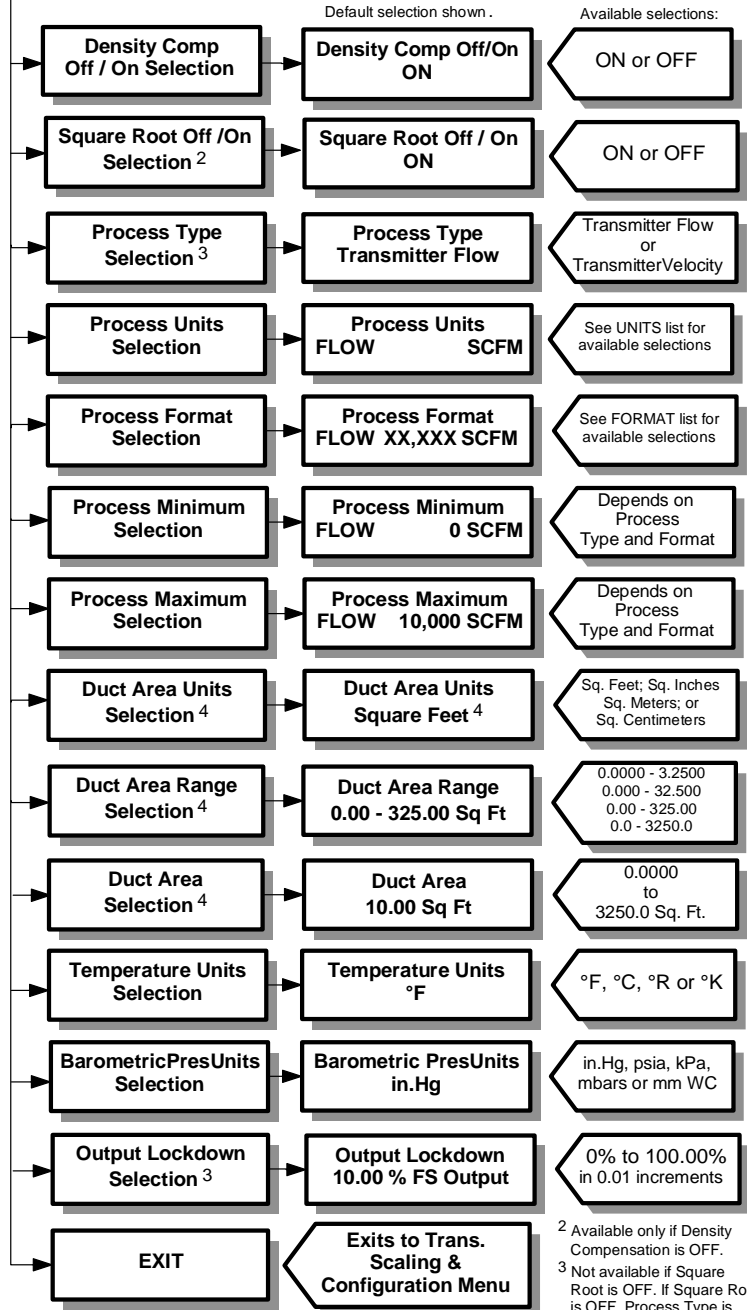 Default selection shown .
Available selections:
Density Comp
Off / On Selection
Density Comp Off/On
ON
ON or OFF
Square Root Off /On
Selection 2
Square Root Off / On
ON
ON or OFF
Process Type
Selection 3
Process Type
Transmitter Flow
Transmitter Flow
or
TransmitterVelocity
Process Units
Selection
Process Units
FLOW SCFM
See UNITS list for
available selections
Process Format
Selection
Process Format
FLOW XX,XXX SCFM
See FORMAT list for
available selections
Process Minimum
Selection
Process Minimum
FLOW 0 SCFM
Depends on
Process
Type and Format
Process Maximum
Selection
Process Maximum
FLOW 10,000 SCFM
Depends on
Process
Type and Format
Duct Area Units
Selection 4
Duct Area Units
Square Feet 4
Sq. Feet; Sq. Inches
Sq. Meters; or
Sq. Centimeters
Duct Area Range
Selection 4
Duct Area Range
0.00 - 325.00 Sq Ft
0.0000 - 3.2500
0.000 - 32.500
0.00 - 325.00
0.0 - 3250.0
Duct Area
Selection 4
Duct Area
10.00 Sq Ft
0.0000
to
3250.0 Sq. Ft.
Temperature Units
Selection
Temperature Units
°F
°F, °C, °R or °K
BarometricPresUnits
Selection
Barometric PresUnits
in.Hg
in.Hg, psia, kPa,
mbars or mm WC
Output Lockdown
Selection 3
Output Lockdown
10.00 % FS Output
0% to 100.00%
in 0.01 increments
EXIT
Exits to Trans.
Scaling &
Configuration Menu
2 Available only if Density
Compensation is OFF.
3 Not available if Square
Root is OFF. If Square Ro
is OFF, Process Type is